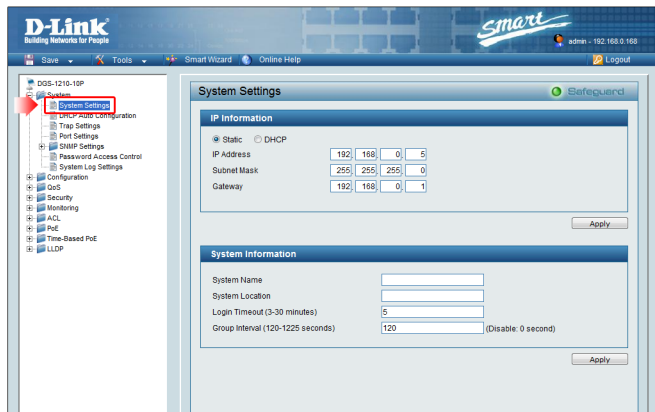 D-Link
Building Networks for People
Smart
admin - 192.168.0.168
Save
Tools
Smart Wizard
Online Help
Logout
DGS-1210-10P
System
System Settings
DHCP Auto Configuration
Trap Settings
Port Settings
SNMP Settings
Password Access Control
System Log Settings
Configuration
QoS
Security
Monitoring
ACL
PoE
Time-Based PoE
LLDP
System Settings
Safeguard
IP Information
Static DHCP
IP Address 192. 168. 0. 5
Subnet Mask 255. 255. 255. 0
Gateway 192. 168. 0. 1
Apply
System Information
System Name
System Location
Login Timeout (3-30 minutes) 5
Group Interval (120-1225 seconds) 120 (Disable: 0 second)
Apply